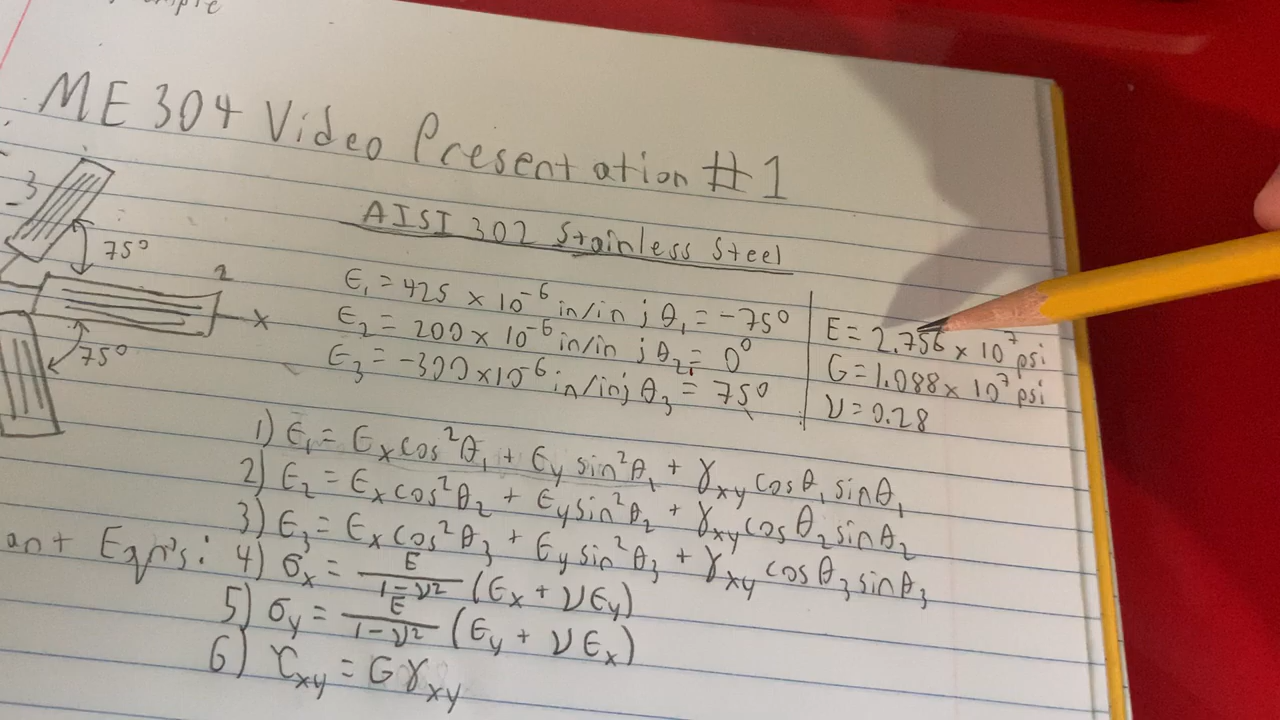 ME 304 Video Presentation #1
AISI 302 Stainless Steel
3
75°
2
x
75°
ϵ₁ = 425 × 10⁻⁶ in/in ; θ₁ = -75°
ϵ₂ = 200 × 10⁻⁶ in/in ; θ₂ = 0°
ϵ₃ = -300 × 10⁻⁶ in/in ; θ₃ = 75°
E = 2.756 × 10⁷ psi
G = 1.088 × 10⁷ psi
ν = 0.28
1) ϵ₁ = ϵₓ cos²θ₁ + ϵy sin²θ₁ + γxy cosθ₁ sinθ₁
2) ϵ₂ = ϵₓ cos²θ₂ + ϵy sin²θ₂ + γxy cosθ₂ sinθ₂
3) ϵ₃ = ϵₓ cos²θ₃ + ϵy sin²θ₃ + γxy cosθ₃ sinθ₃
ant Eqn's: 4) σₓ = E/(1-ν²) (ϵₓ + νϵy)
5) σy = E/(1-ν²) (ϵy + νϵₓ)
6) τxy = Gγxy